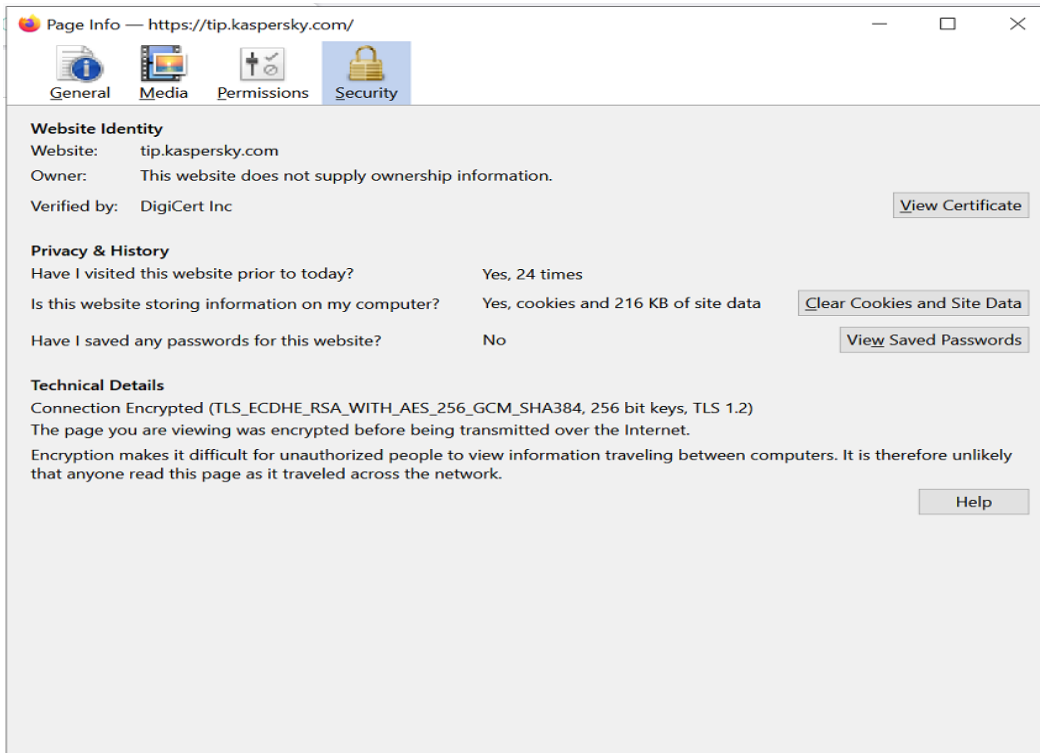 Page Info — https://tip.kaspersky.com/
General Media Permissions Security
Website Identity
Website: tip.kaspersky.com
Owner: This website does not supply ownership information.
Verified by: DigiCert Inc View Certificate
Privacy & History
Have I visited this website prior to today? Yes, 24 times
Is this website storing information on my computer? Yes, cookies and 216 KB of site data Clear Cookies and Site Data
Have I saved any passwords for this website? No View Saved Passwords
Technical Details
Connection Encrypted (TLS_ECDHE_RSA_WITH_AES_256_GCM_SHA384, 256 bit keys, TLS 1.2)
The page you are viewing was encrypted before being transmitted over the Internet.
Encryption makes it difficult for unauthorized people to view information traveling between computers. It is therefore unlikely
that anyone read this page as it traveled across the network.
Help